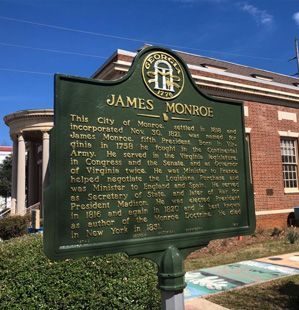 GEORGIA
1776
JAMES MONROE
This City of Monroe, settled in 1818 and
incorporated Nov. 30, 1821, was named for
James Monroe, fifth President. Born in Vir-
ginia in 1758 he fought in the Continental
Army. He served in the Virginia legislature,
in Congress and the Senate, and as Governor
of Virginia twice. He was Minister to France,
helped negotiate the Louisiana Purchase and
was Minister to England and Spain. He served
as Secretary of State, and later of War for
President Madison. He was elected President
in 1816 and again in 1820 and is best known
as author of the Monroe Doctrine. He died
in New York in 1831.